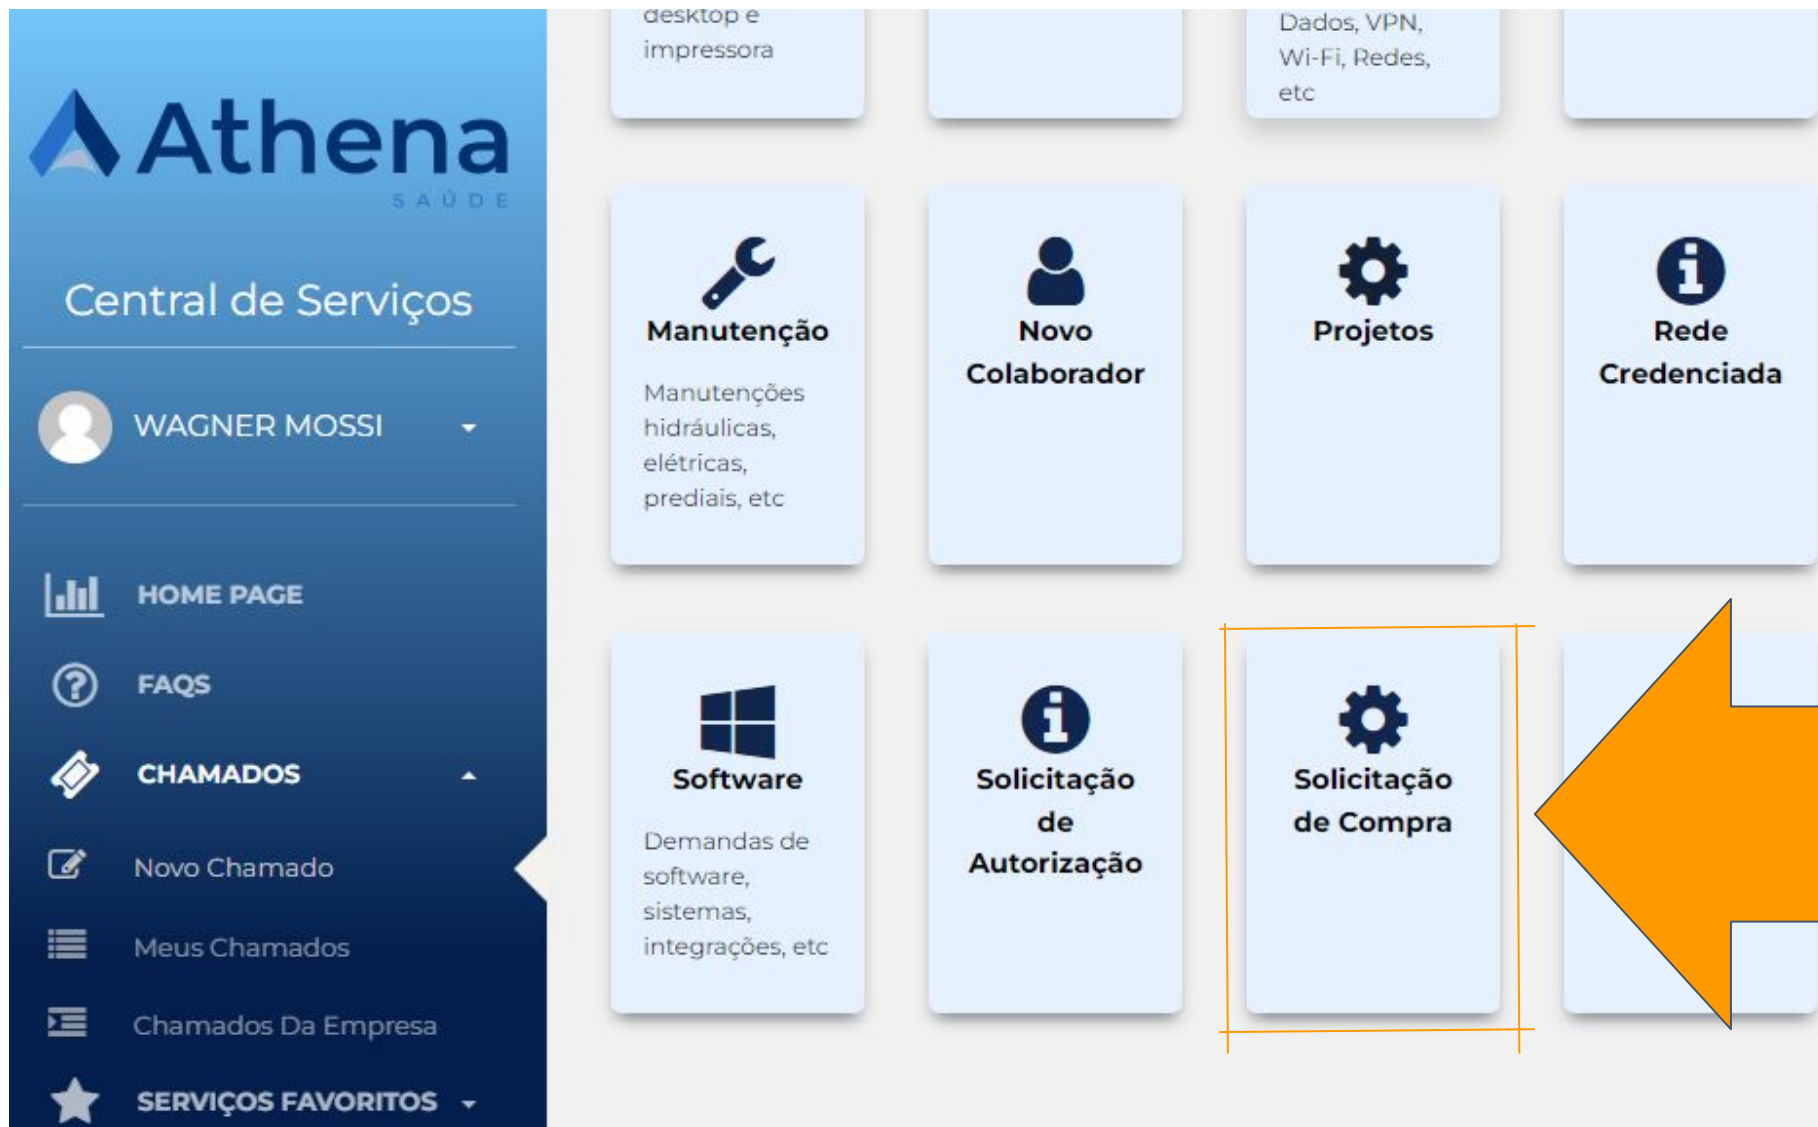 Athena
SAÚDE
Central de Serviços
WAGNER MOSSI
HOME PAGE
FAQS
CHAMADOS
Novo Chamado
Meus Chamados
Chamados Da Empresa
SERVIÇOS FAVORITOS
desktop e
impressora
Dados, VPN,
Wi-Fi, Redes,
etc
Manutenção
Manutenções
hidráulicas,
elétricas,
prediais, etc
Novo
Colaborador
Projetos
Rede
Credenciada
Software
Demandas de
software,
sistemas,
integrações, etc
Solicitação
de
Autorização
Solicitação
de Compra